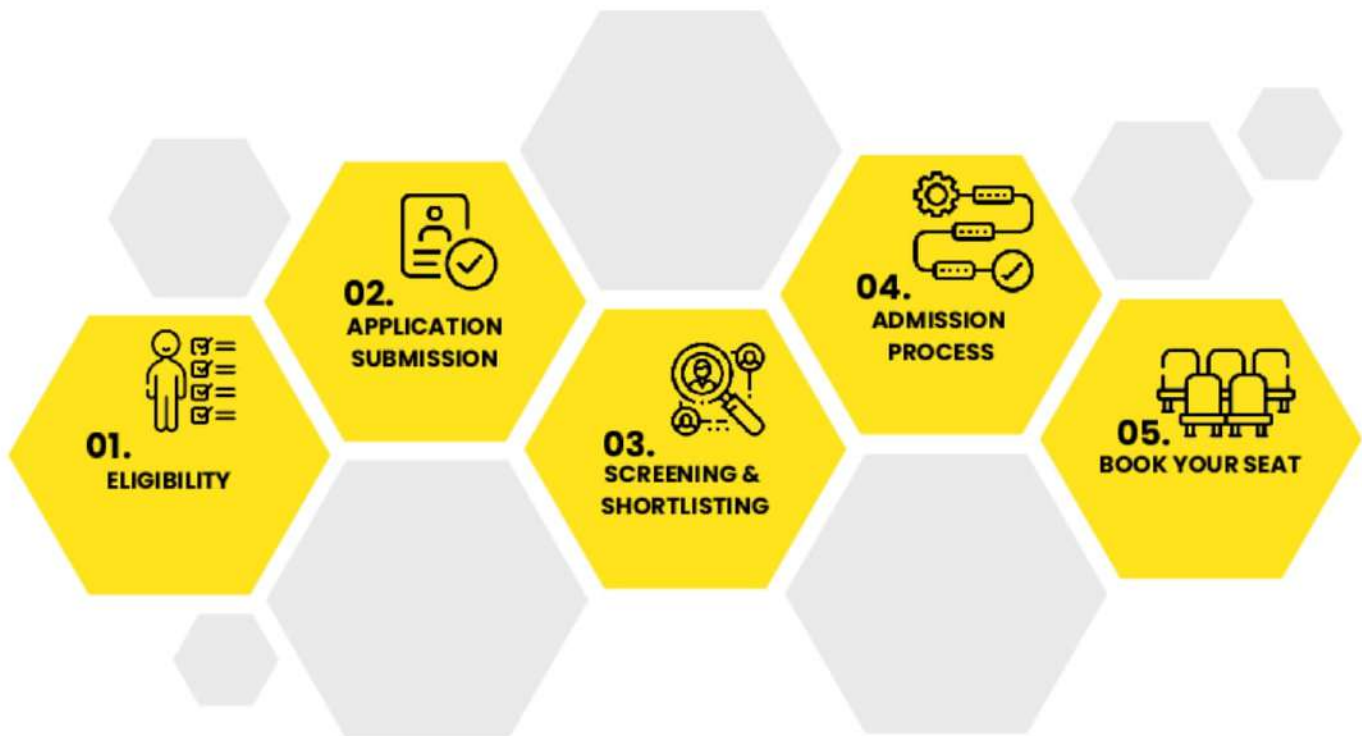 01.
ELIGIBILITY
02.
APPLICATION
SUBMISSION
03.
SCREENING &
SHORTLISTING
04.
ADMISSION
PROCESS
05.
BOOK YOUR SEAT